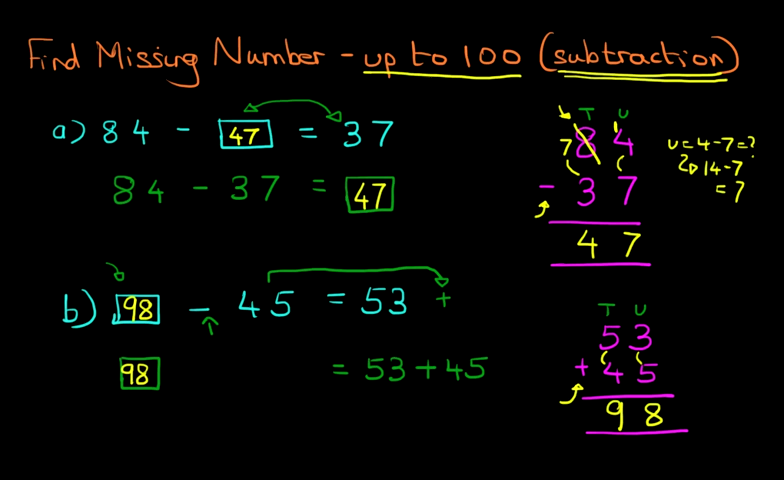 Find Missing Number - up to 100 (subtraction)
a) 84 - 47 = 37
84 - 37 = 47
T U
7 8 4
- 3 7
4 7
u = 4 - 7 = ?
14 - 7
= 7
b) 98 - 45 = 53 +
98 = 53 + 45
T U
5 3
+ 4 5
9 8